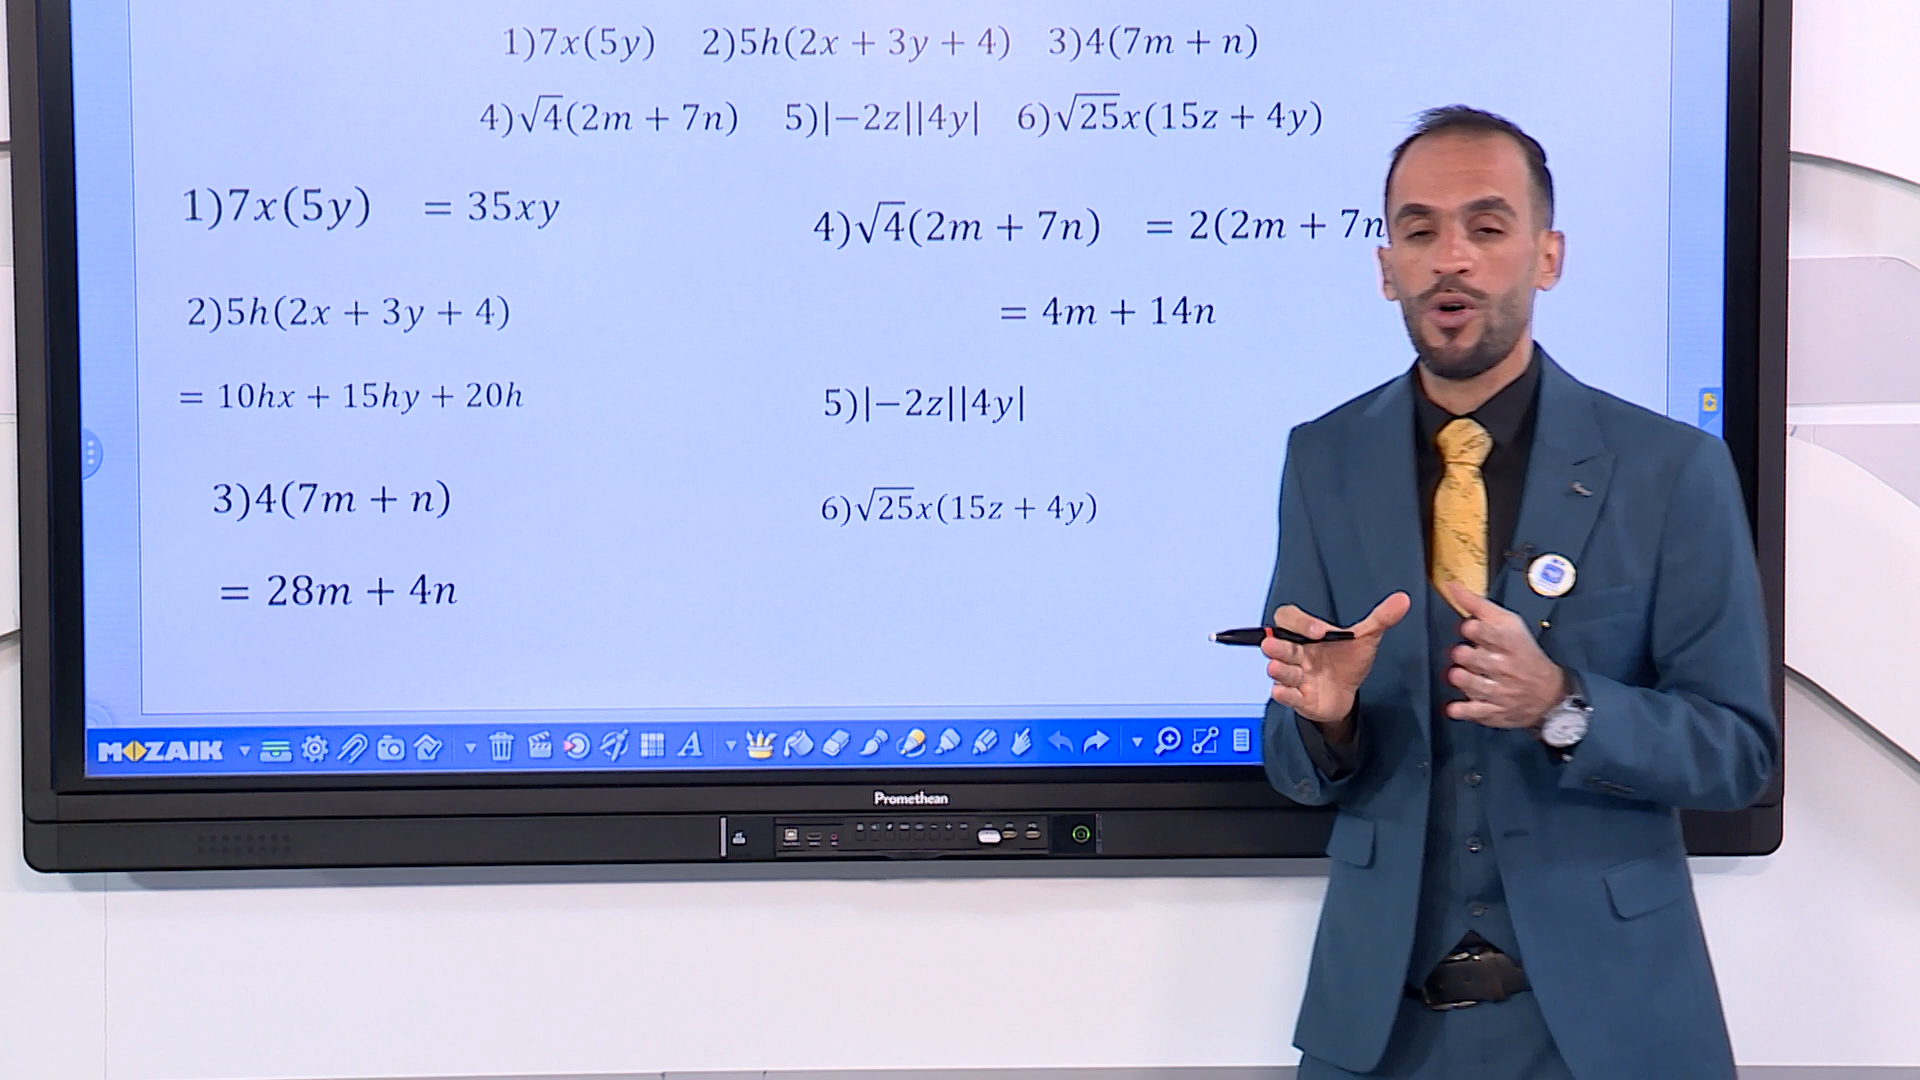 1)7x(5y) 2)5h(2x + 3y + 4) 3)4(7m + n)
4)√4(2m + 7n) 5)|−2z||4y| 6)√25x(15z + 4y)
1)7x(5y) = 35xy
2)5h(2x + 3y + 4)
= 10hx + 15hy + 20h
3)4(7m + n)
= 28m + 4n
4)√4(2m + 7n) = 2(2m + 7n
= 4m + 14n
5)|−2z||4y|
6)√25x(15z + 4y)
MOZAIK
Promethean